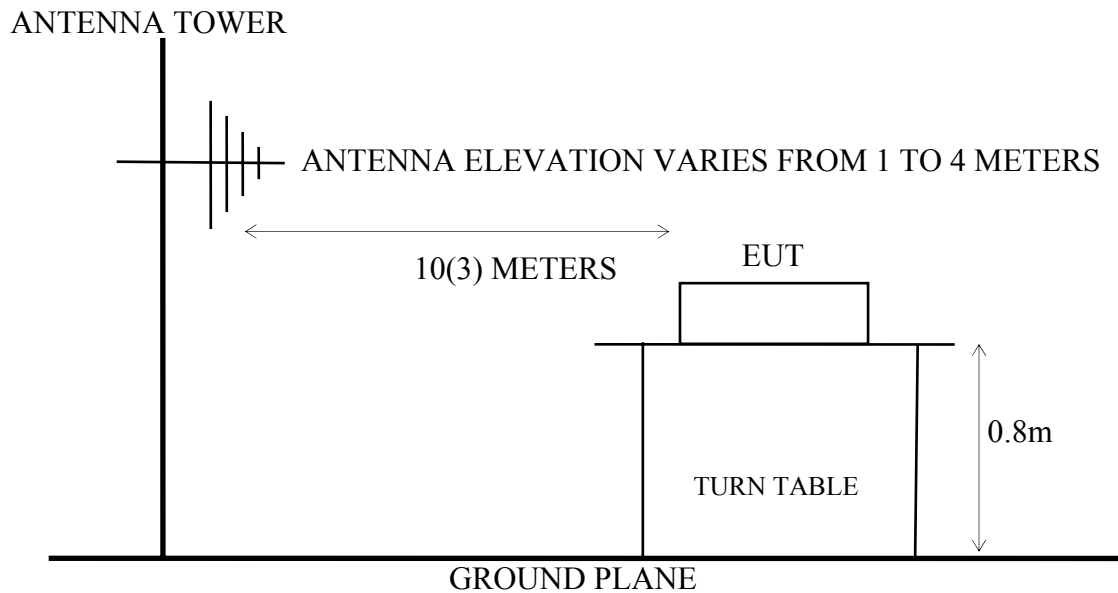 ANTENNA TOWER
ANTENNA ELEVATION VARIES FROM 1 TO 4 METERS
10(3) METERS
EUT
0.8m
TURN TABLE
GROUND PLANE